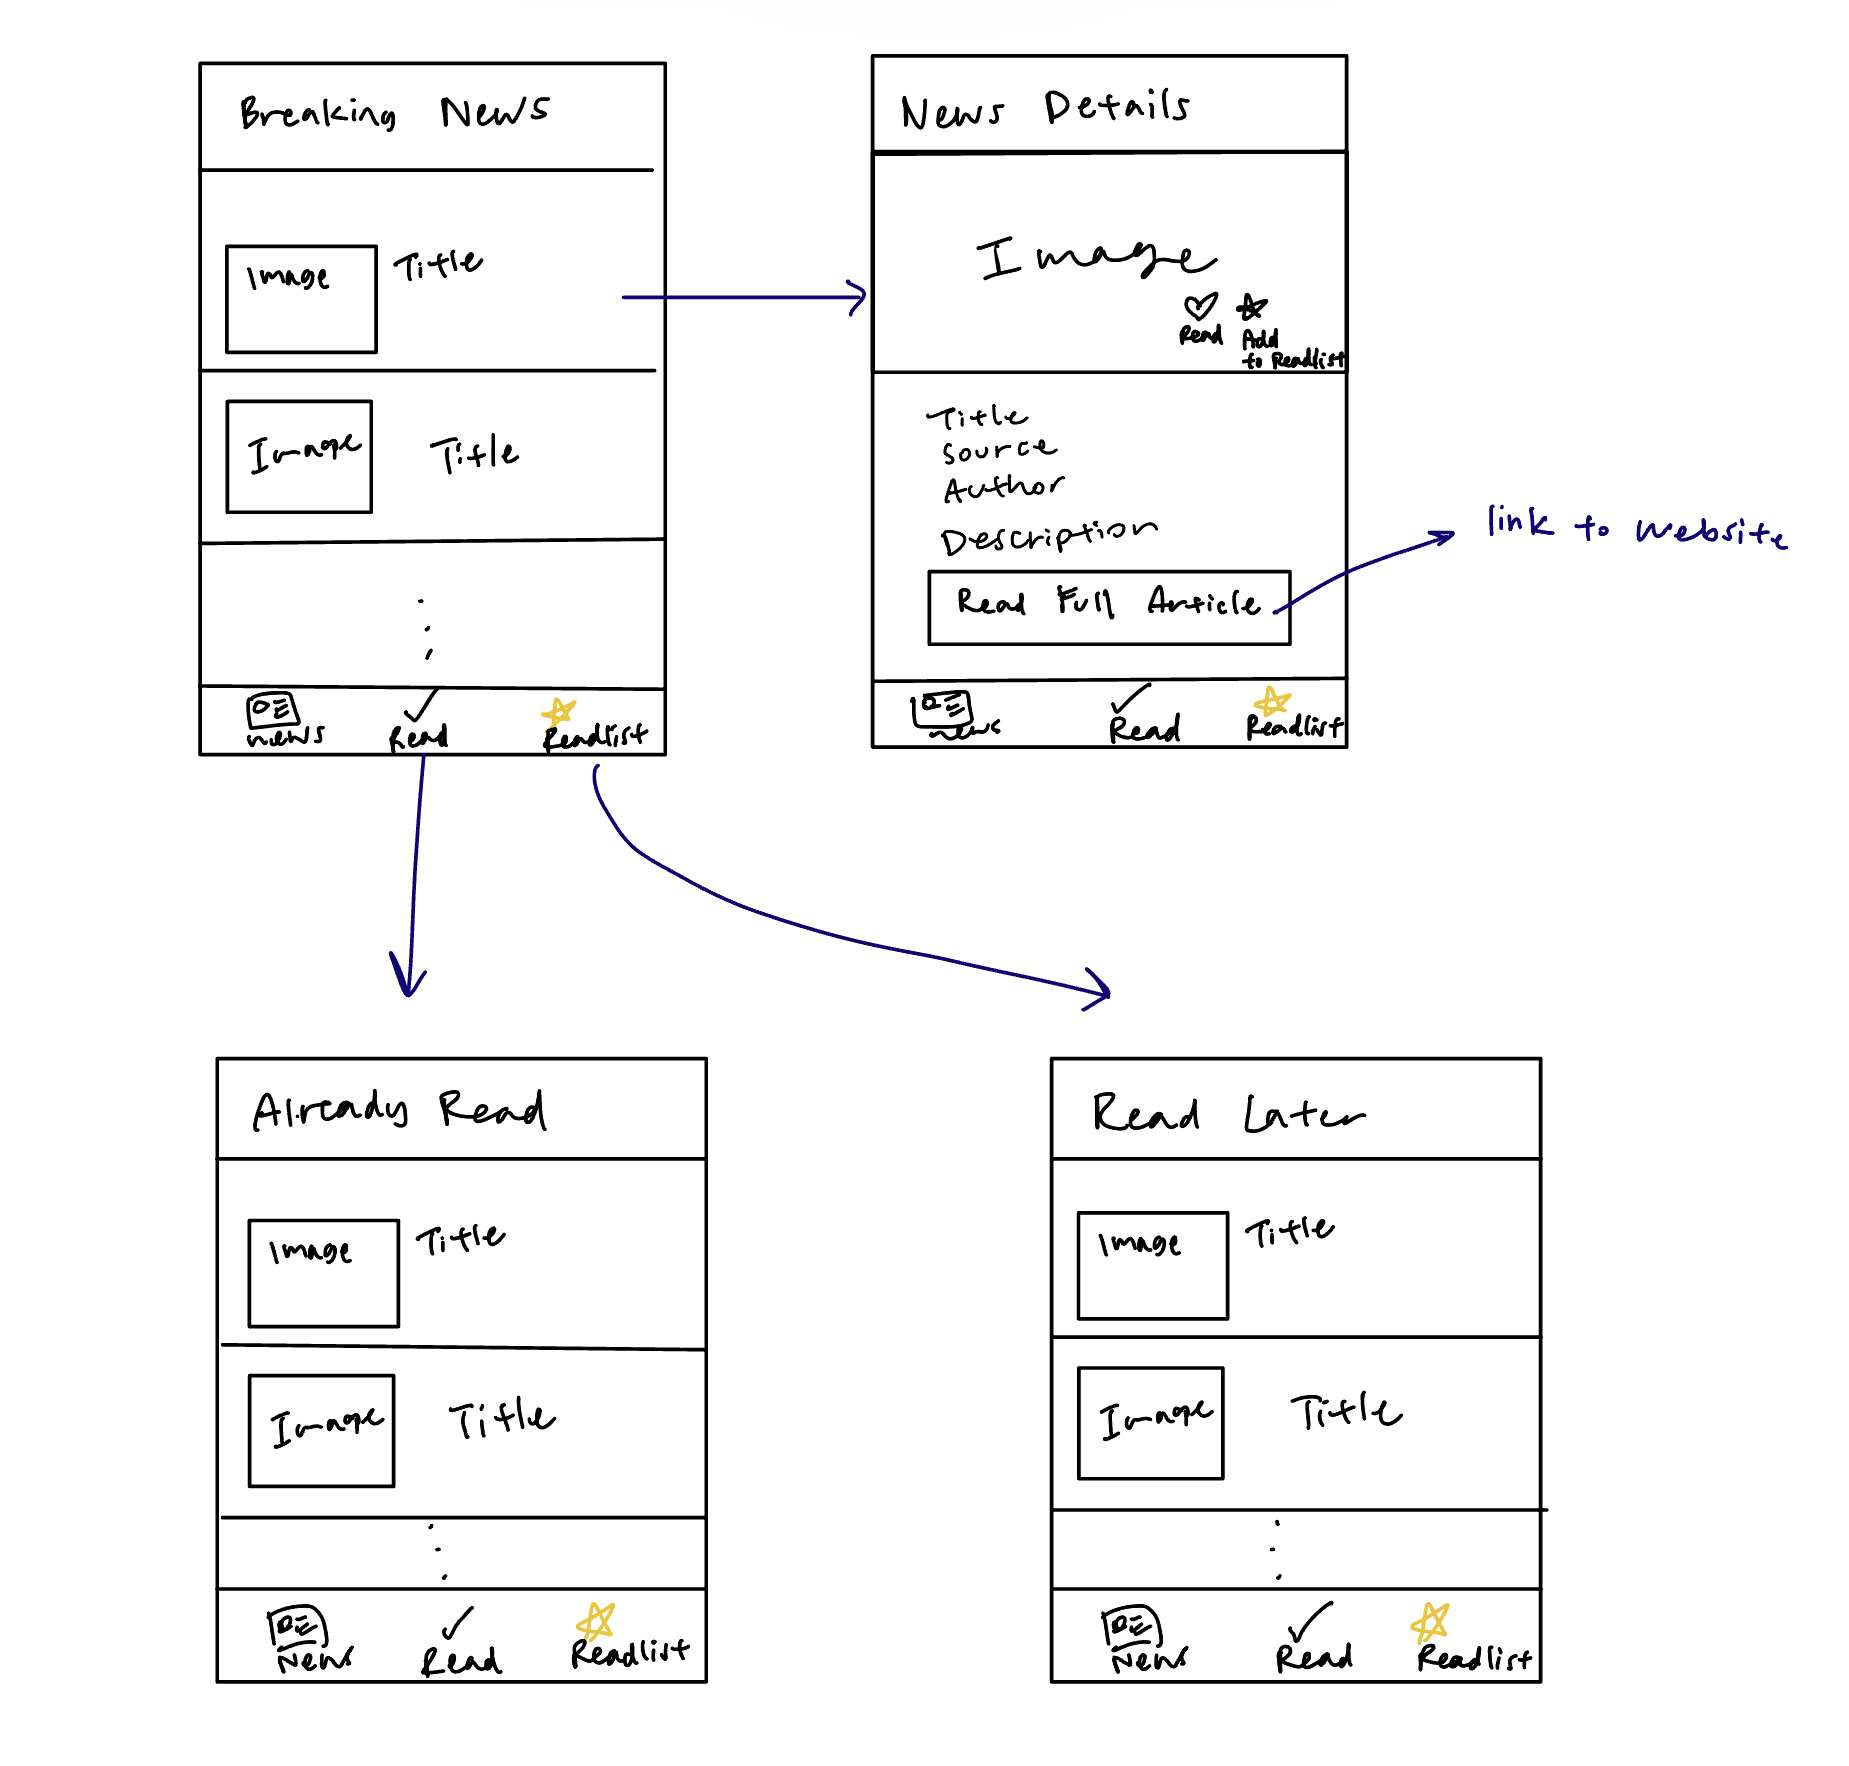 Breaking News
Image
Title
Image
Title
News
Read
Readlist
News Details
Image
Read
Add
to Readlist
Title
Source
Author
Description
Read Full Article
link to website
News
Read
Readlist
Already Read
Image
Title
Image
Title
News
Read
Readlist
Read Later
Image
Title
Image
Title
News
Read
Readlist